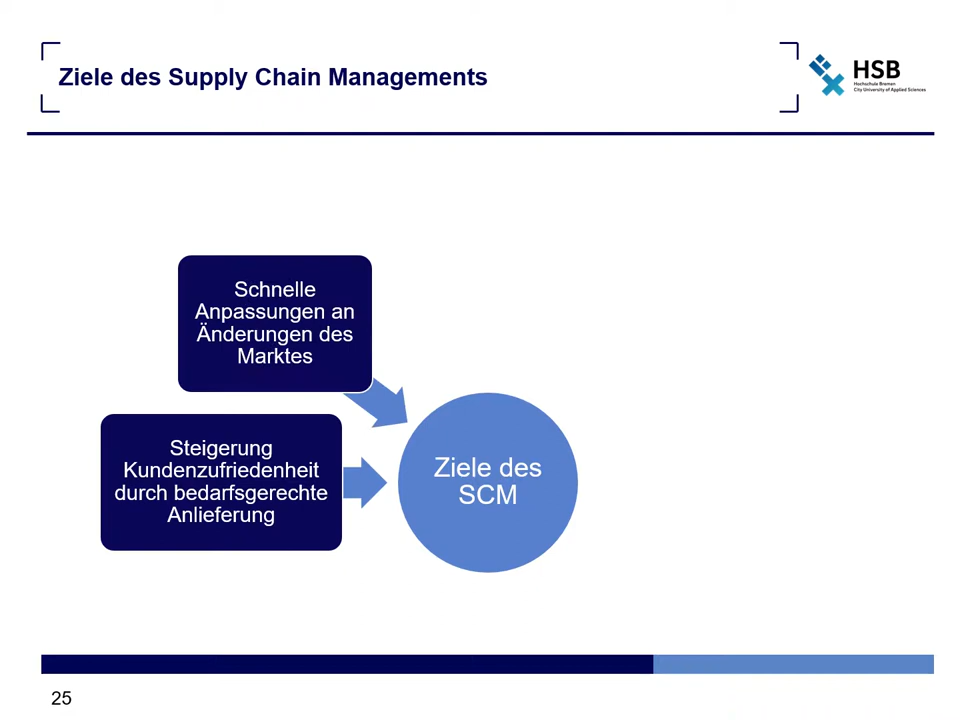 Ziele des Supply Chain Managements
HSB
Hochschule Bremen
City University of Applied Sciences
Schnelle
Anpassungen an
Änderungen des
Marktes
Steigerung
Kundenzufriedenheit
durch bedarfsgerechte
Anlieferung
Ziele des
SCM
25